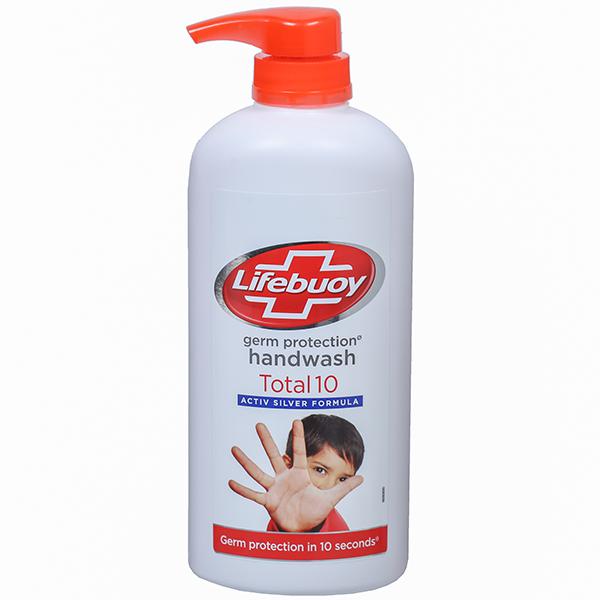 Lifebuoy
germ protection⌀
handwash
Total 10
ACTIV SILVER FORMULA
Germ protection in 10 seconds⌀